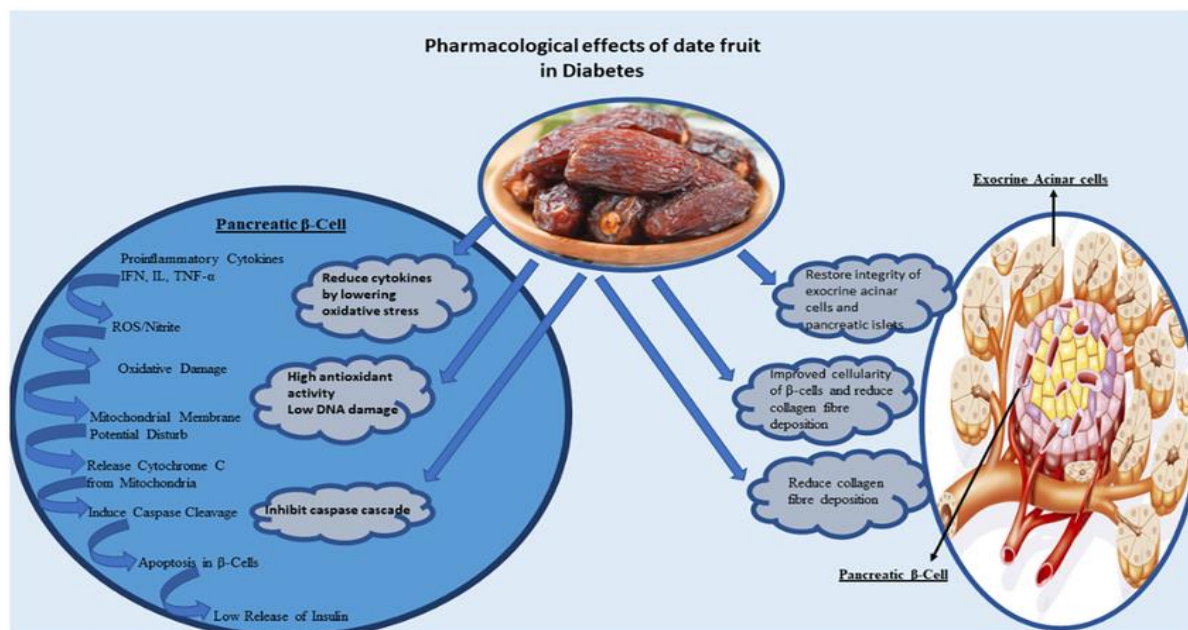 Pharmacological effects of date fruit
in Diabetes
Pancreatic β-Cell
Proinflammatory Cytokines
IFN, IL, TNF-α
ROS/Nitrite
Oxidative Damage
Mitochondrial Membrane
Potential Disturb
Release Cytochrome C
from Mitochondria
Induce Caspase Cleavage
Apoptosis in β-Cells
Low Release of Insulin
Reduce cytokines
by lowering
oxidative stress
High antioxidant
activity
Low DNA damage
Inhibit caspase cascade
Restore integrity of
exocrine acinar
cells and
pancreatic islets
Improved cellularity
of β-cells and reduce
collagen fibre
deposition
Reduce collagen
fibre deposition
Exocrine Acinar cells
Pancreatic β-Cell